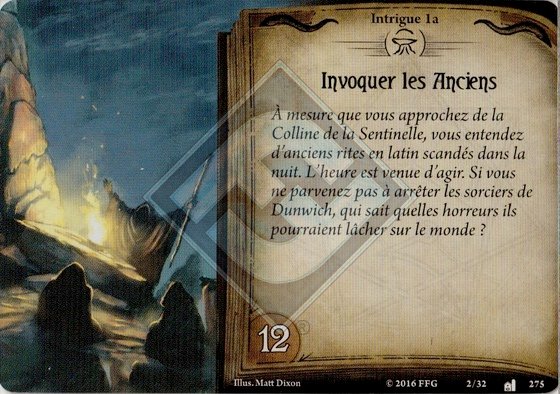 Intrigue 1a
Invoquer les Anciens
À mesure que vous approchez de la
Colline de la Sentinelle, vous entendez
d'anciens rites en latin scandés dans la
nuit. L'heure est venue d'agir. Si vous
ne parvenez pas à arrêter les sorciers de
Dunwich, qui sait quelles horreurs ils
pourraient lâcher sur le monde ?
12
Illus. Matt Dixon
© 2016 FFG
2/32
275